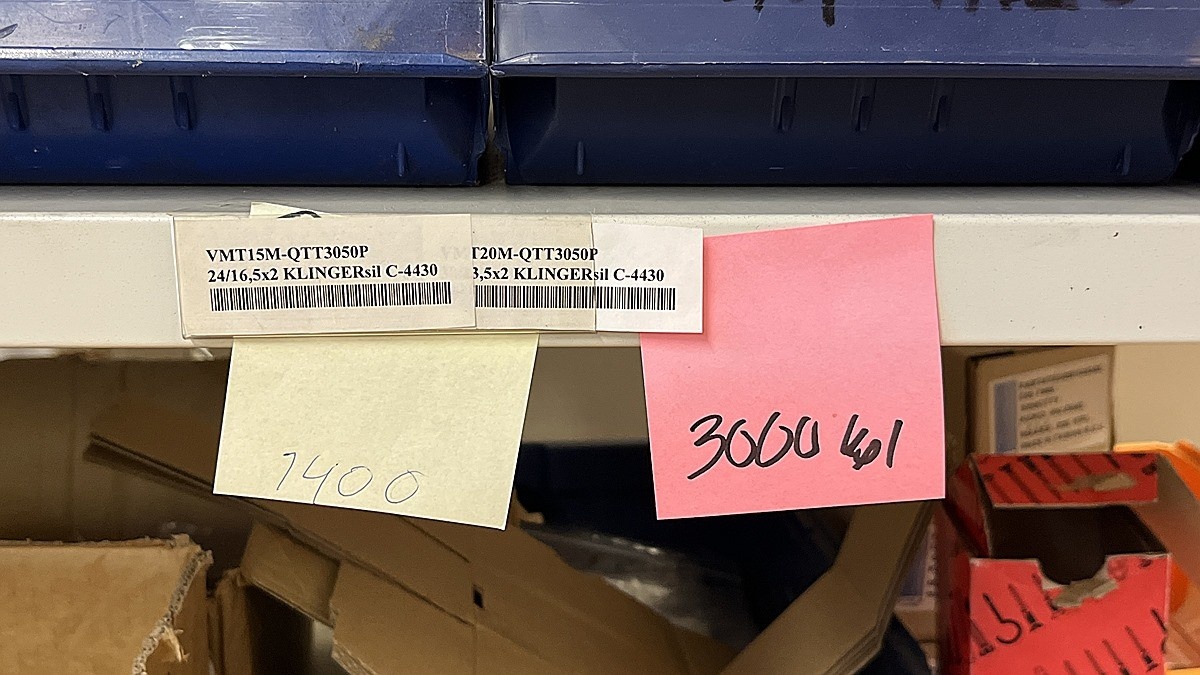 VMT15M-QTT3050P
24/16,5x2 KLINGERsil C-4430
T20M-QTT3050P
3,5x2 KLINGERsil C-4430
1400
3000 kpl